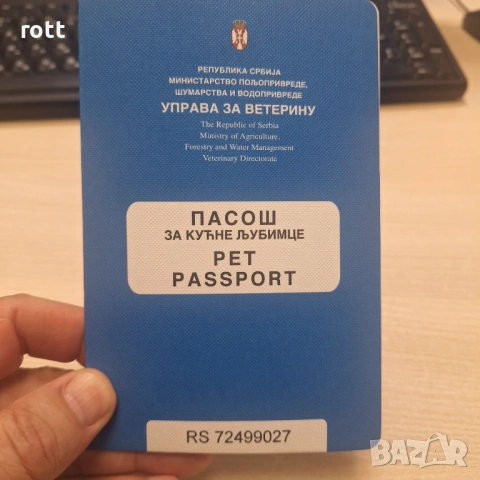 rott
РЕПУБЛИКА СРБИЈА
МИНИСТАРСТВО ПОЉОПРИВРЕДЕ,
ШУМАРСТВА И ВОДОПРИВРЕДЕ
УПРАВА ЗА ВЕТЕРИНУ
The Republic of Serbia
Ministry of Agriculture,
Forestry and Water Management
Veterinary Directorate
ПАСОШ
ЗА КУЋНЕ ЉУБИМЦЕ
PET
PASSPORT
RS 72499027
BAZAR